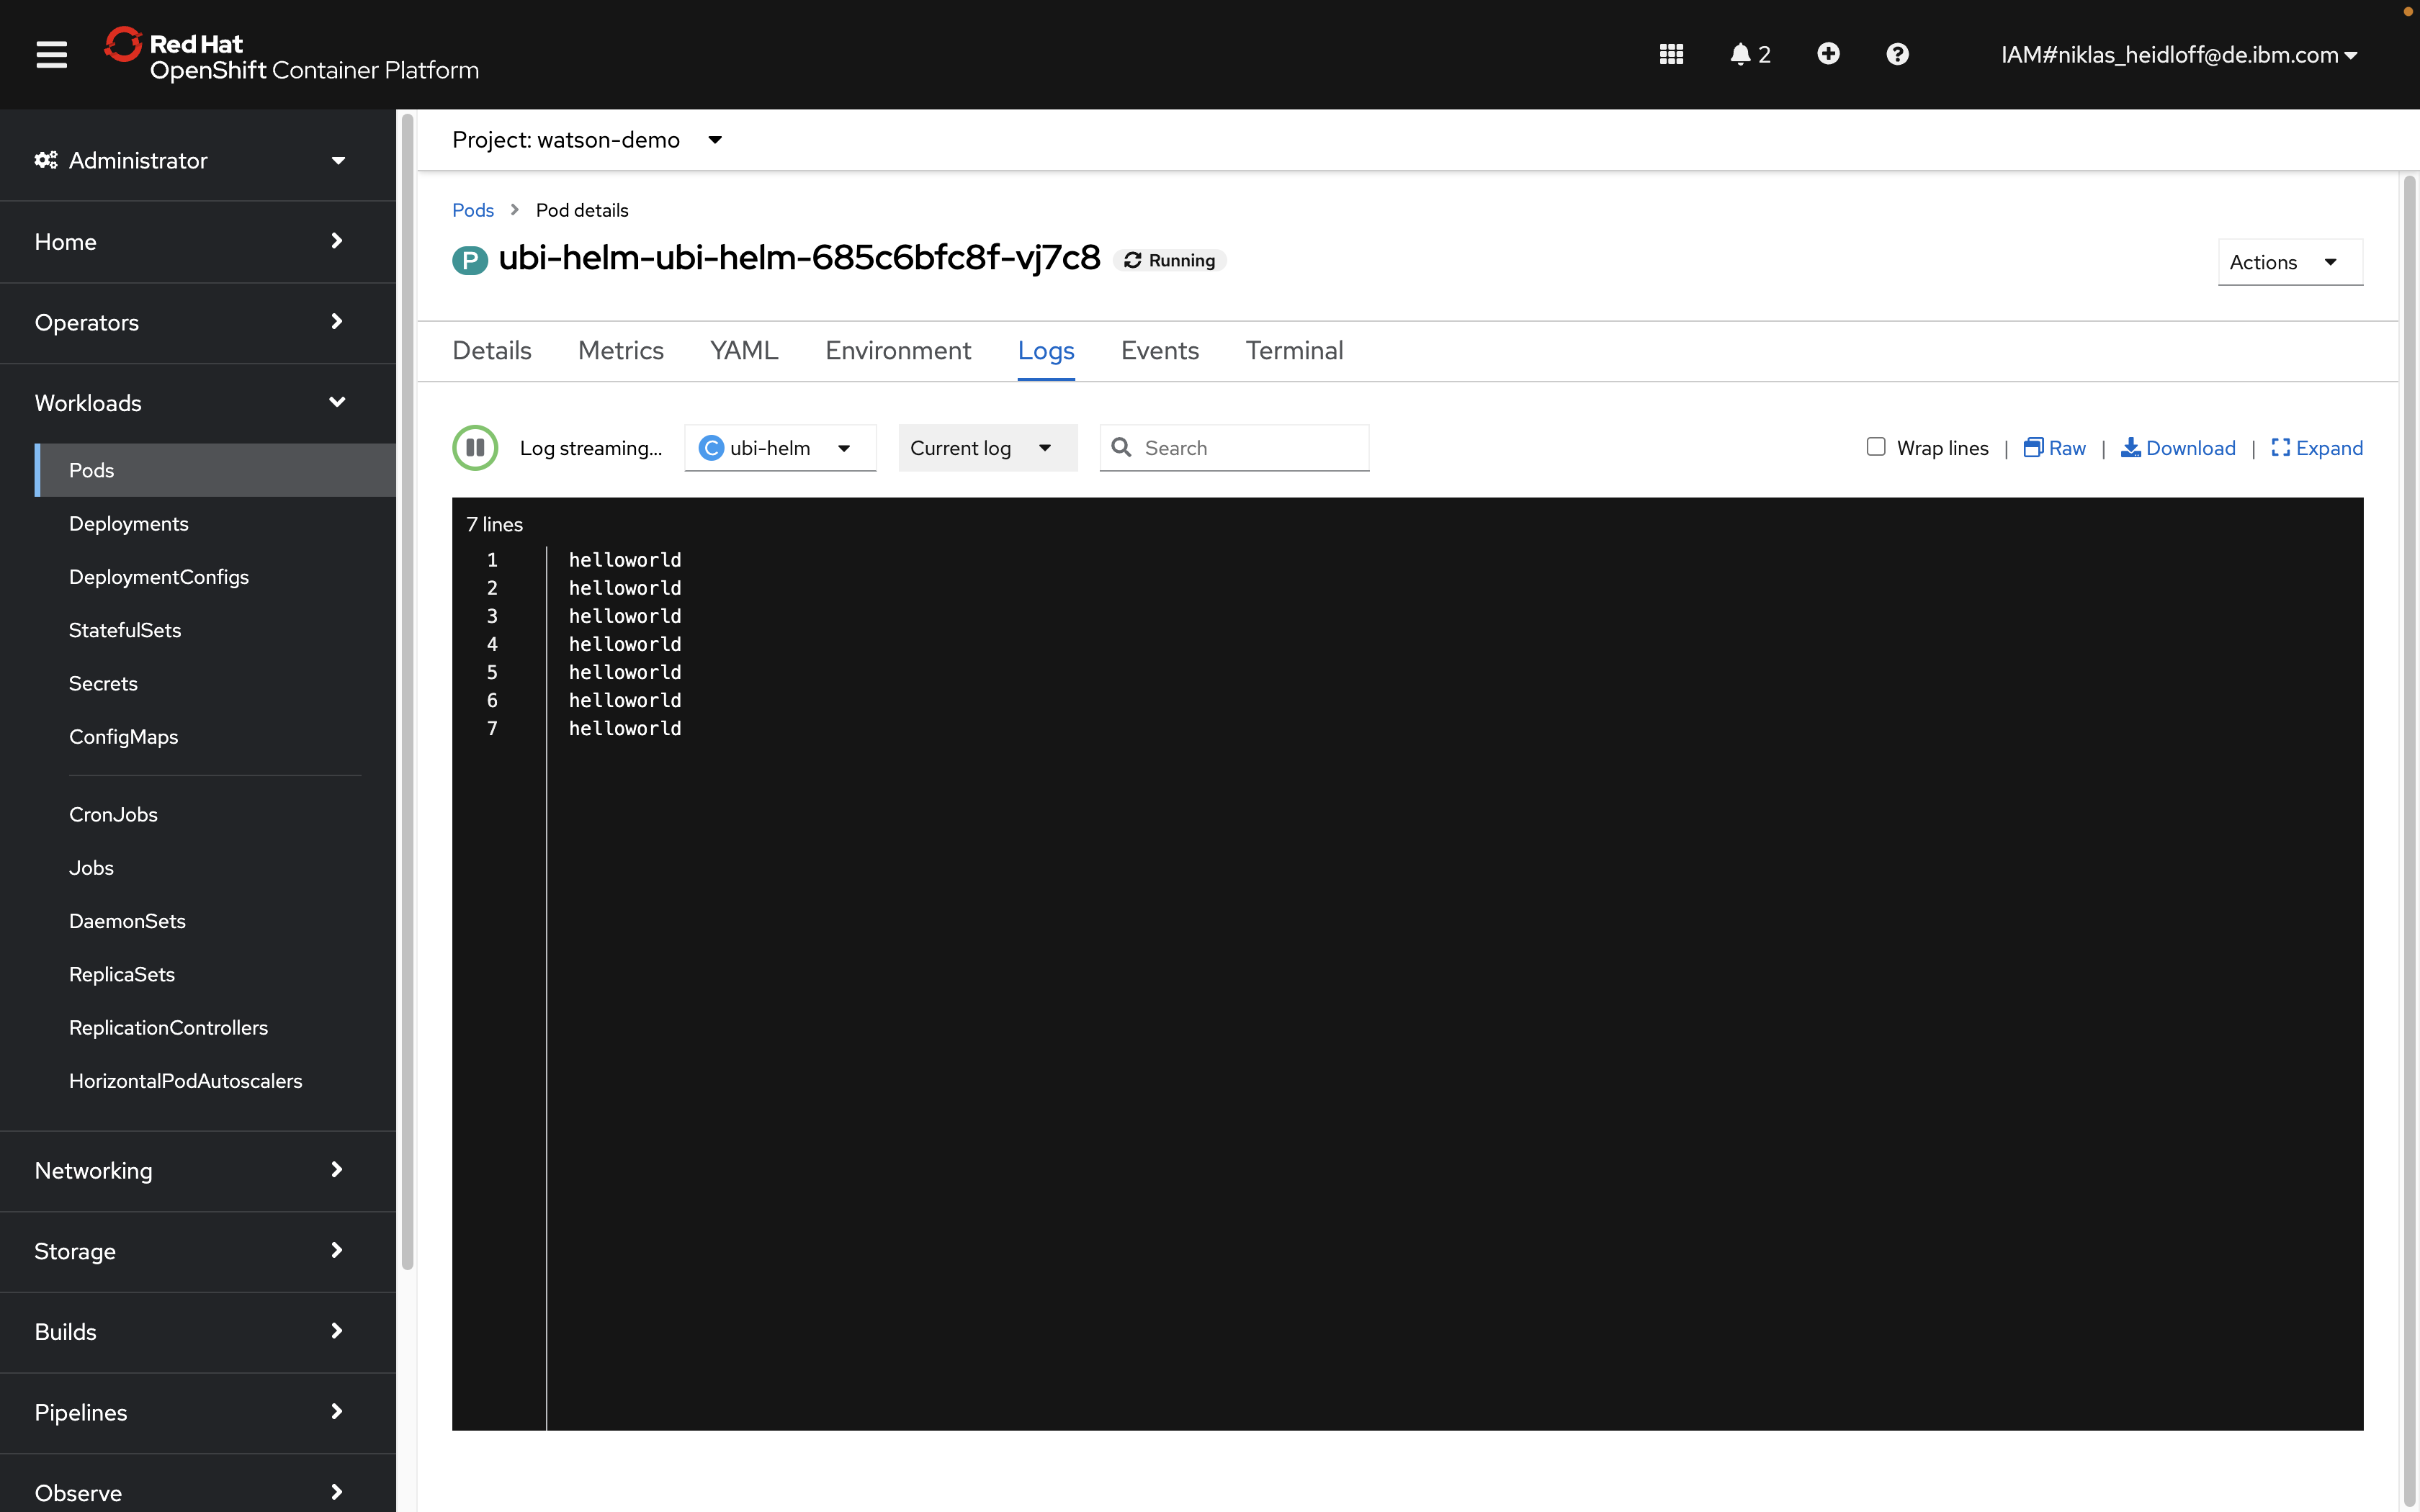 Red Hat
OpenShift Container Platform
2
IAM#niklas_heidloff@de.ibm.com
Administrator
Home
Operators
Workloads
Pods
Deployments
DeploymentConfigs
StatefulSets
Secrets
ConfigMaps
CronJobs
Jobs
DaemonSets
ReplicaSets
ReplicationControllers
HorizontalPodAutoscalers
Networking
Storage
Builds
Pipelines
Observe
Project: watson-demo
Pods > Pod details
P ubi-helm-ubi-helm-685c6bfc8f-vj7c8 Running
Actions
Details Metrics YAML Environment Logs Events Terminal
Log streaming... C ubi-helm Current log Search Wrap lines | Raw | Download | Expand
7 lines
1 helloworld
2 helloworld
3 helloworld
4 helloworld
5 helloworld
6 helloworld
7 helloworld